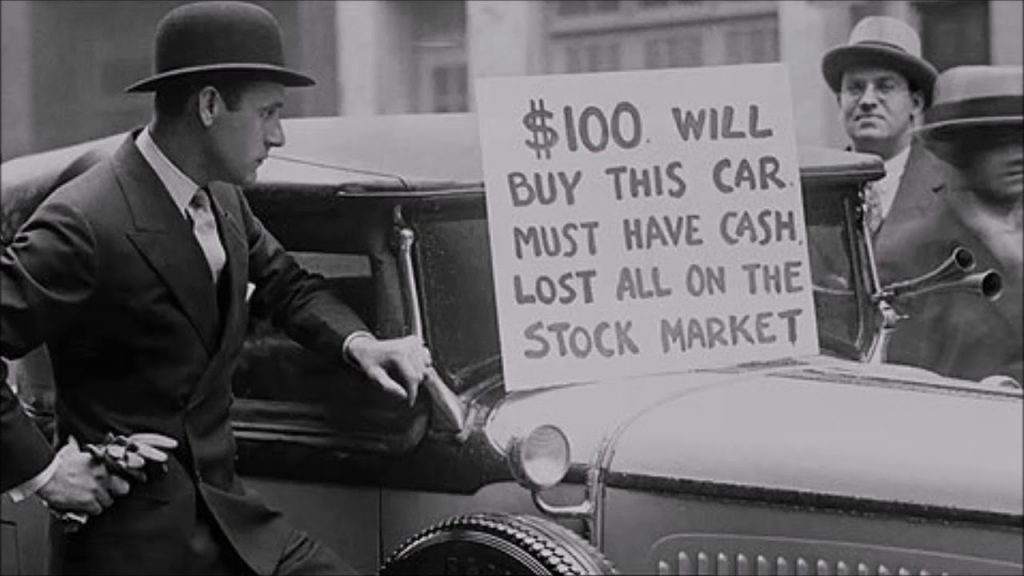 $100. WILL
BUY THIS CAR.
MUST HAVE CASH.
LOST ALL ON THE
STOCK MARKET